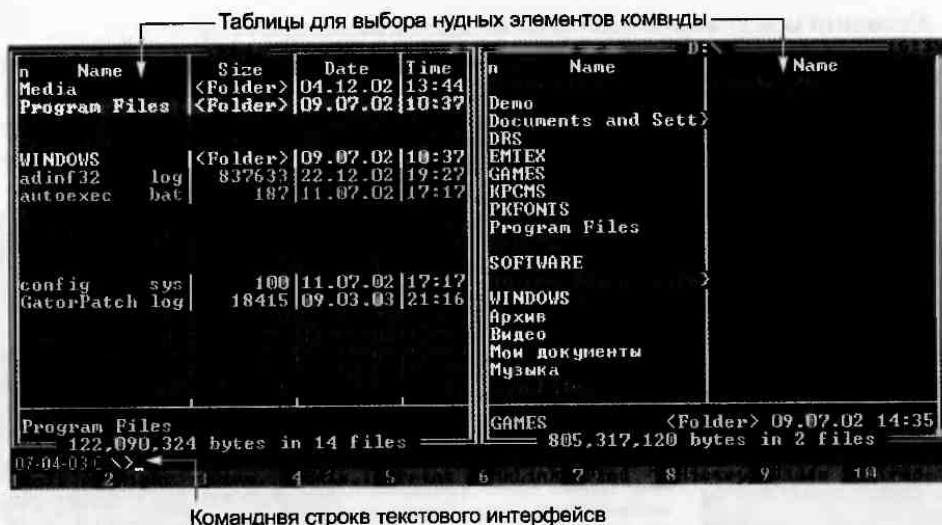 Таблицы для выбора нудных элементов комвнды
D:\
n Name Size Date Time
Media <Folder> 04.12.02 13:44
Program Files <Folder> 09.07.02 10:37
WINDOWS <Folder> 09.07.02 10:37
adinf32 log 837633 22.12.02 19:27
autoexec bat 187 11.07.02 17:17
config sys 100 11.07.02 17:17
GatorPatch log 18415 09.03.03 21:16
Program Files
122,090,324 bytes in 14 files
n Name Name
Demo
Documents and Sett}
DRS
EMTEX
GAMES
KPCMS
PKFONTS
Program Files
SOFTWARE
}
WINDOWS
Архив
Видео
Мои документы
Музыка
GAMES <Folder> 09.07.02 14:35
805,317,120 bytes in 2 files
07-04-03 C \>_
1 2 3 4 5 6 7 8 9 10
Команднвя строкв текстового интерфейсв